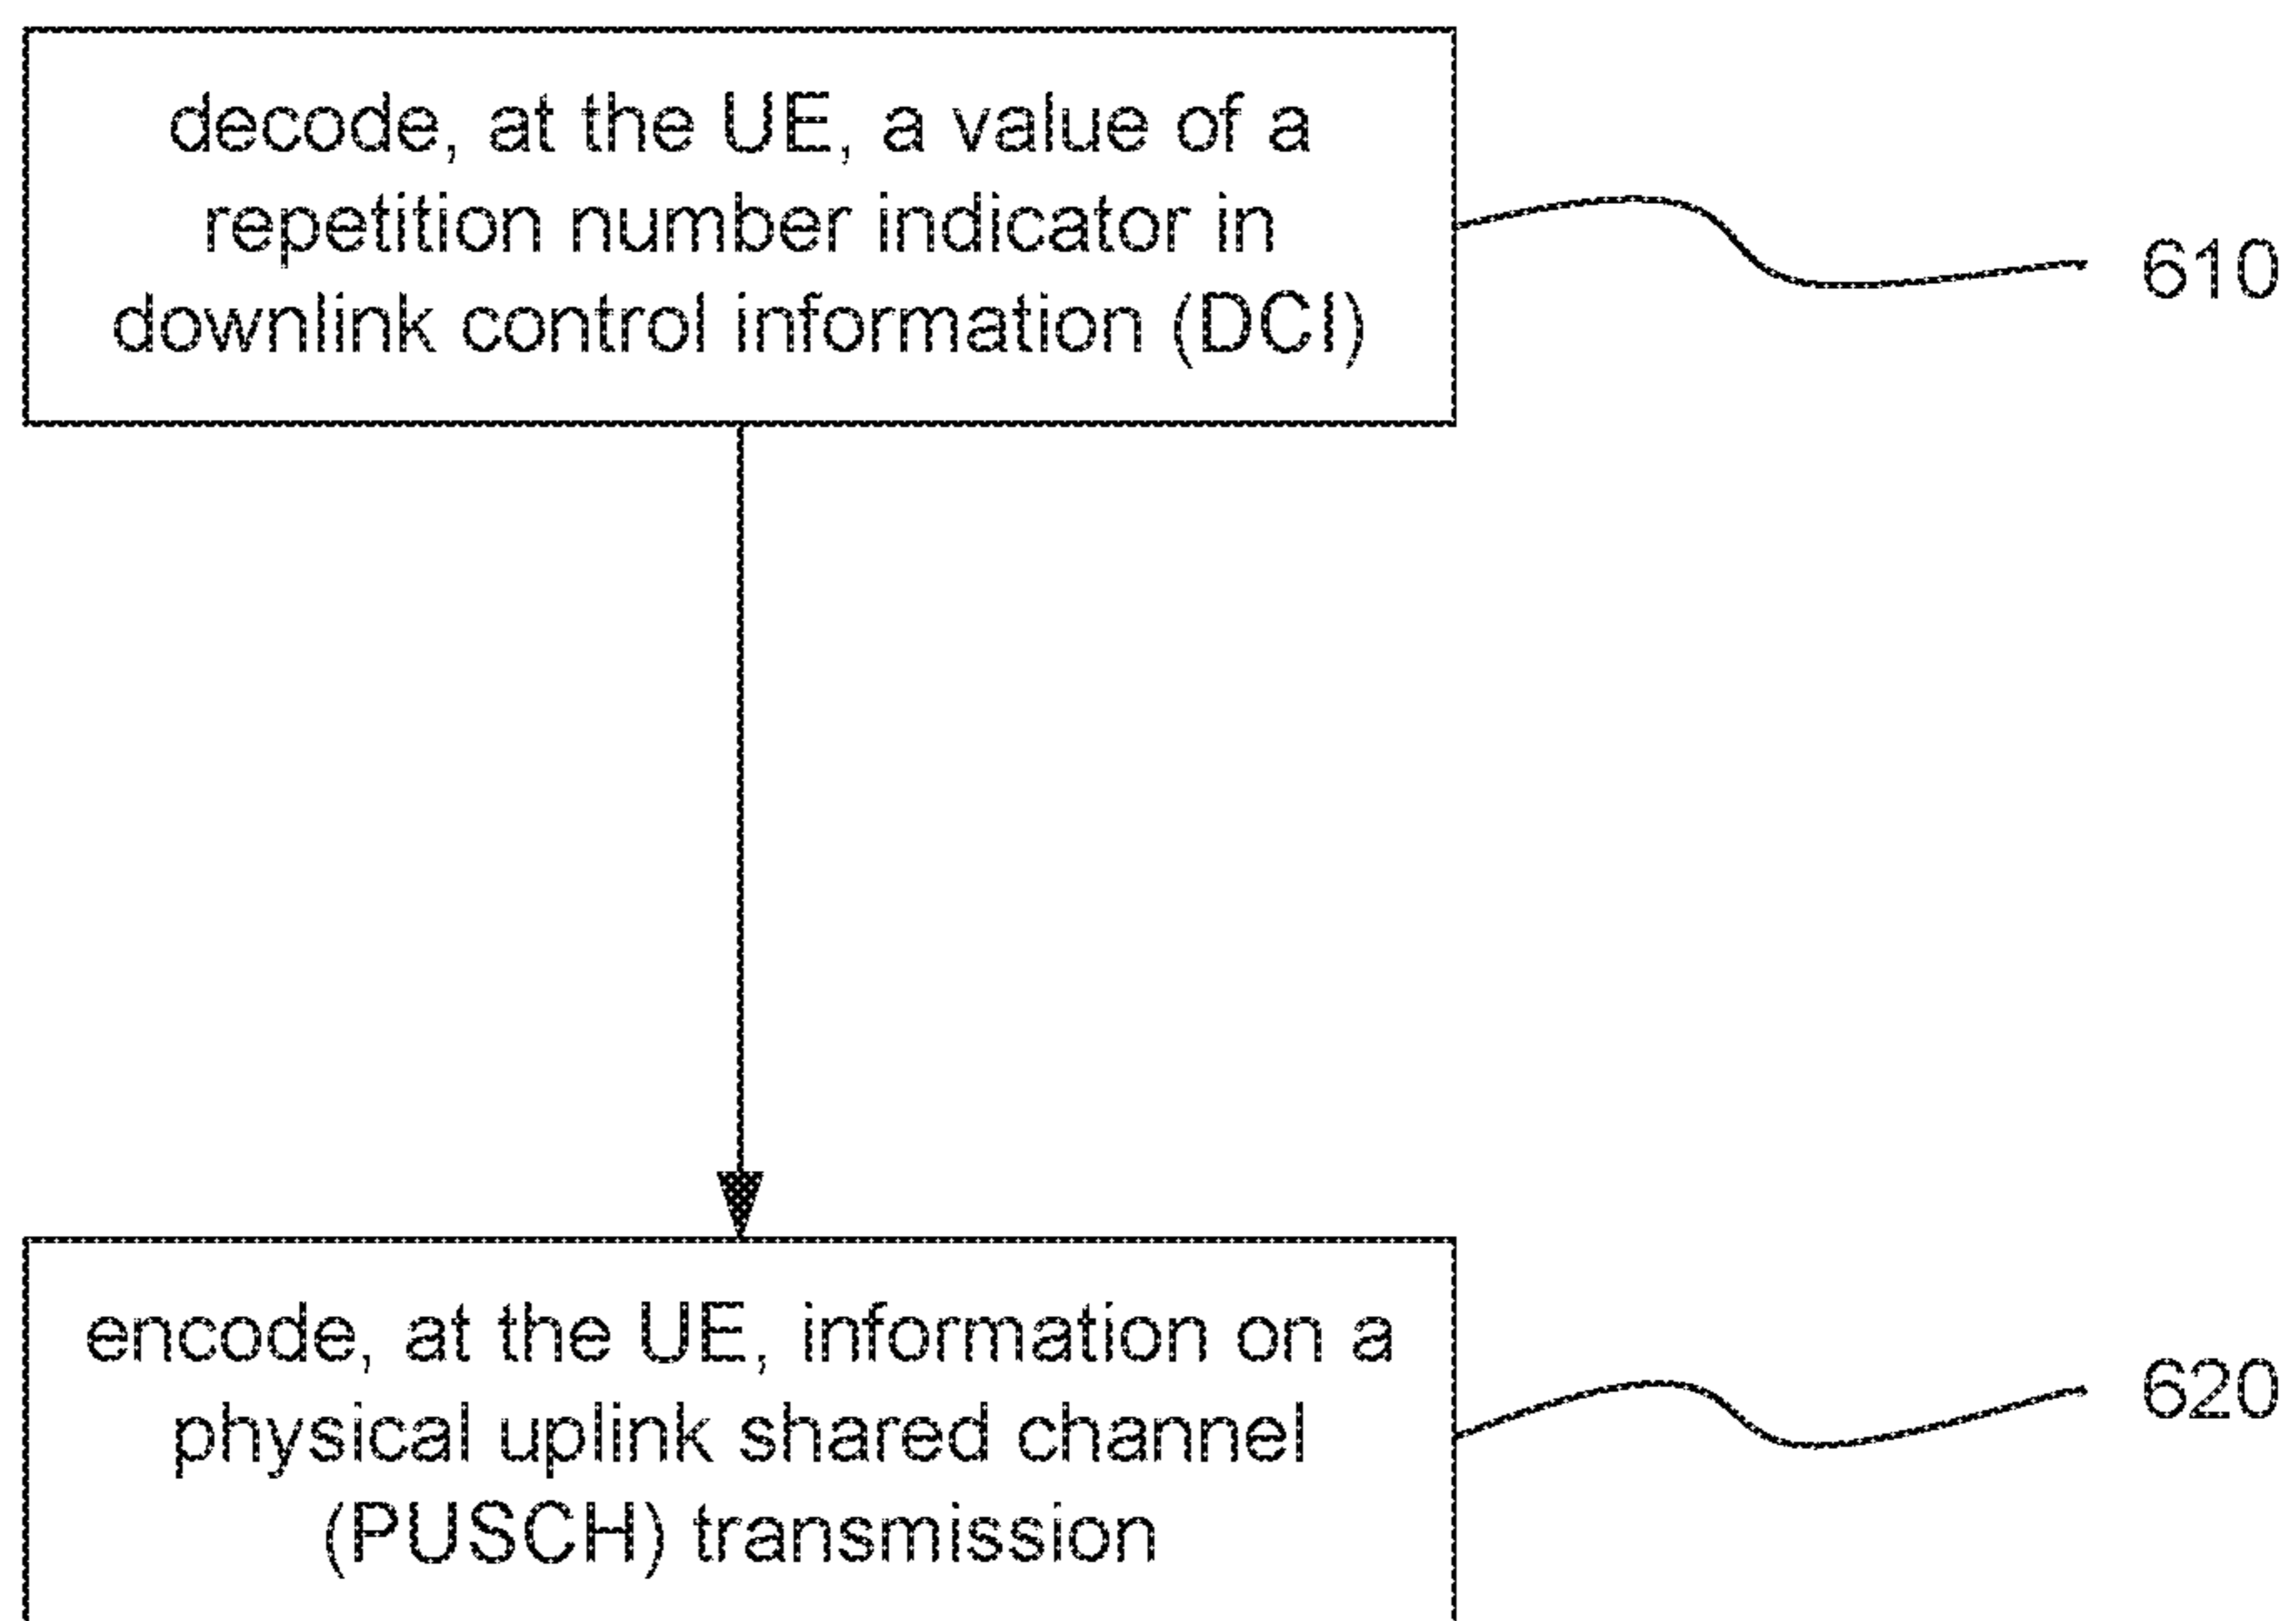 decode, at the UE, a value of a
repetition number indicator in
downlink control information (DCI)
610
encode, at the UE, information on a
physical uplink shared channel
(PUSCH) transmission
620